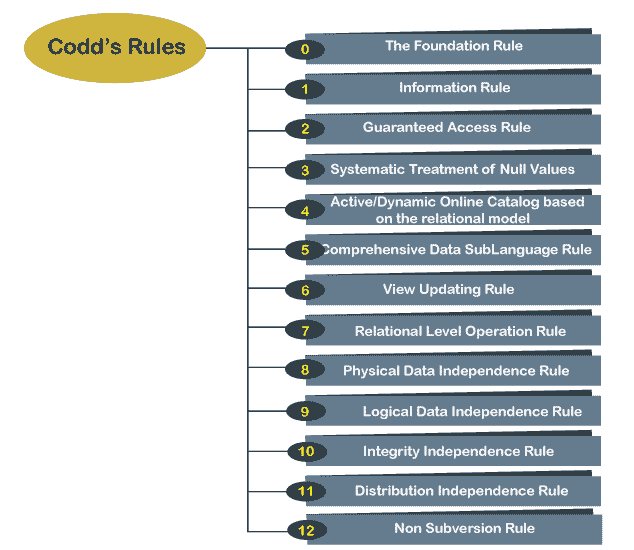 Codd's Rules
0 The Foundation Rule
1 Information Rule
2 Guaranteed Access Rule
3 Systematic Treatment of Null Values
4 Active/Dynamic Online Catalog based
on the relational model
5 Comprehensive Data SubLanguage Rule
6 View Updating Rule
7 Relational Level Operation Rule
8 Physical Data Independence Rule
9 Logical Data Independence Rule
10 Integrity Independence Rule
11 Distribution Independence Rule
12 Non Subversion Rule